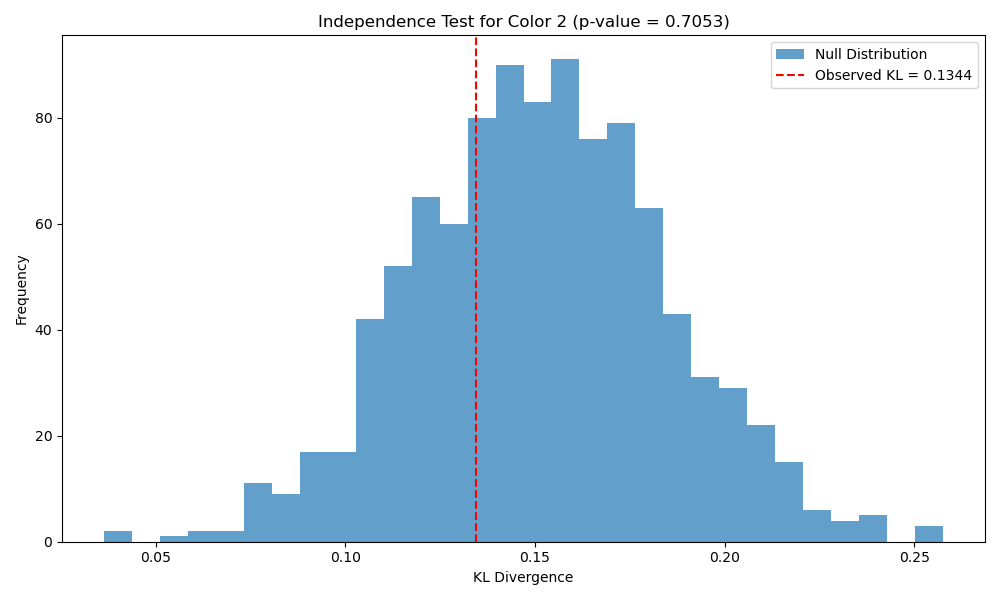 Independence Test for Color 2 (p-value = 0.7053)
Null Distribution
Observed KL = 0.1344
Frequency
80
60
40
20
0
0.05
0.10
0.15
0.20
0.25
KL Divergence